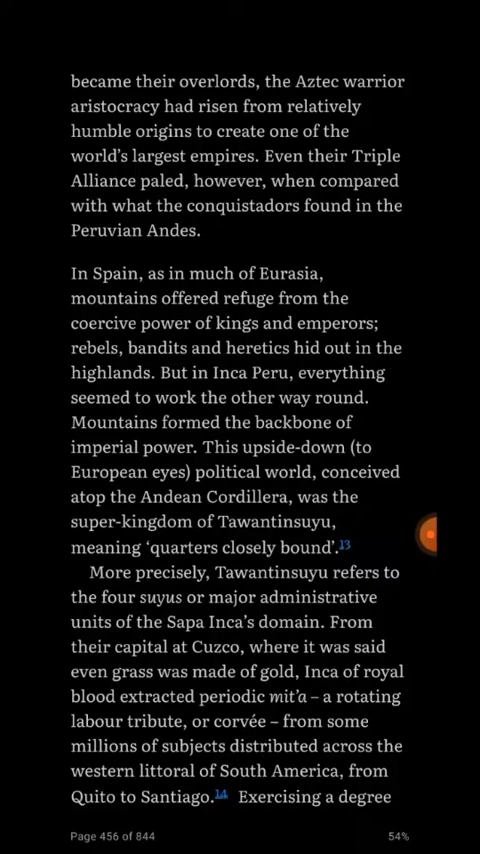 became their overlords, the Aztec warrior
aristocracy had risen from relatively
humble origins to create one of the
world’s largest empires. Even their Triple
Alliance paled, however, when compared
with what the conquistadors found in the
Peruvian Andes.
In Spain, as in much of Eurasia,
mountains offered refuge from the
coercive power of kings and emperors;
rebels, bandits and heretics hid out in the
highlands. But in Inca Peru, everything
seemed to work the other way round.
Mountains formed the backbone of
imperial power. This upside-down (to
European eyes) political world, conceived
atop the Andean Cordillera, was the
super-kingdom of Tawantinsuyu,
meaning ‘quarters closely bound’.13
More precisely, Tawantinsuyu refers to
the four suyus or major administrative
units of the Sapa Inca’s domain. From
their capital at Cuzco, where it was said
even grass was made of gold, Inca of royal
blood extracted periodic mit’a – a rotating
labour tribute, or corvée – from some
millions of subjects distributed across the
western littoral of South America, from
Quito to Santiago.14 Exercising a degree
Page 456 of 844
54%